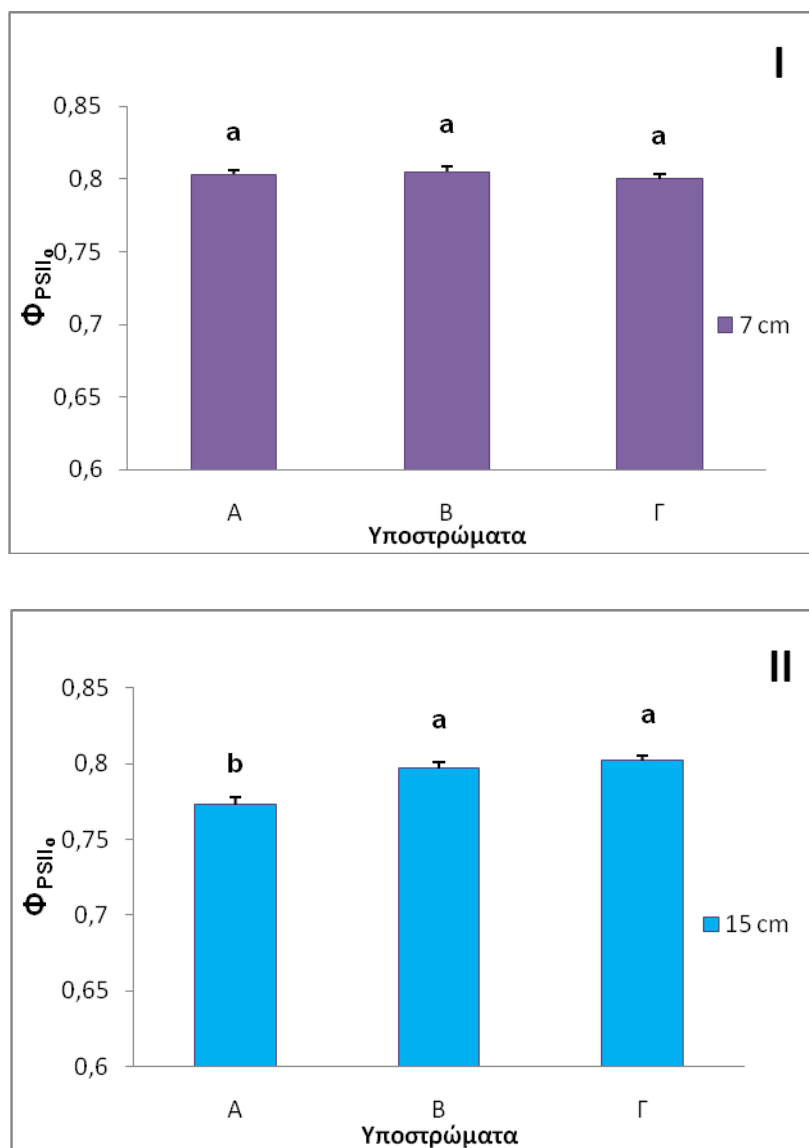 I
0,85
a a a
0,8
0,75
0,7
0,65
0,6
ΦPSIIo
7 cm
Α Β Γ
Υποστρώματα
II
0,85
b a a
0,8
0,75
0,7
0,65
0,6
ΦPSIIo
15 cm
Α Β Γ
Υποστρώματα